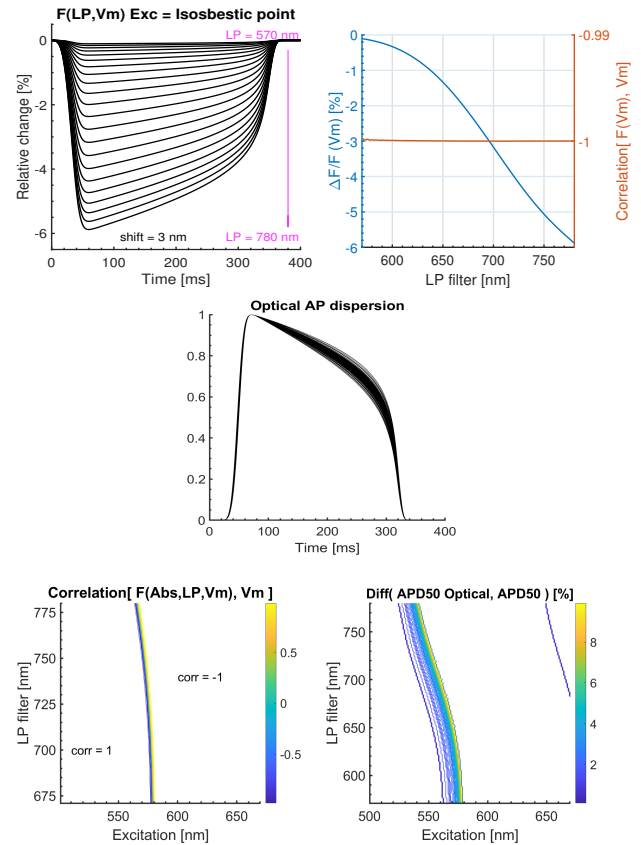 F(LP,Vm) Exc = Isosbestic point
LP = 570 nm
0
-2
-4
-6
Relative change [%]
shift = 3 nm
LP = 780 nm
0 100 200 300 400
Time [ms]
0
-1
-2
-3
-4
-5
-6
ΔF/F (Vm) [%]
-0.99
-1
Correlation[ F(Vm), Vm]
600 650 700 750
LP filter [nm]
Optical AP dispersion
1
0.8
0.6
0.4
0.2
0
0 100 200 300 400
Time [ms]
Correlation[ F(Abs,LP,Vm), Vm ]
775
750
725
700
675
LP filter [nm]
corr = -1
corr = 1
550 600 650
Excitation [nm]
0.5
0
-0.5
Diff( APD50 Optical, APD50 ) [%]
750
700
650
600
LP filter [nm]
500 550 600 650
Excitation [nm]
8
6
4
2